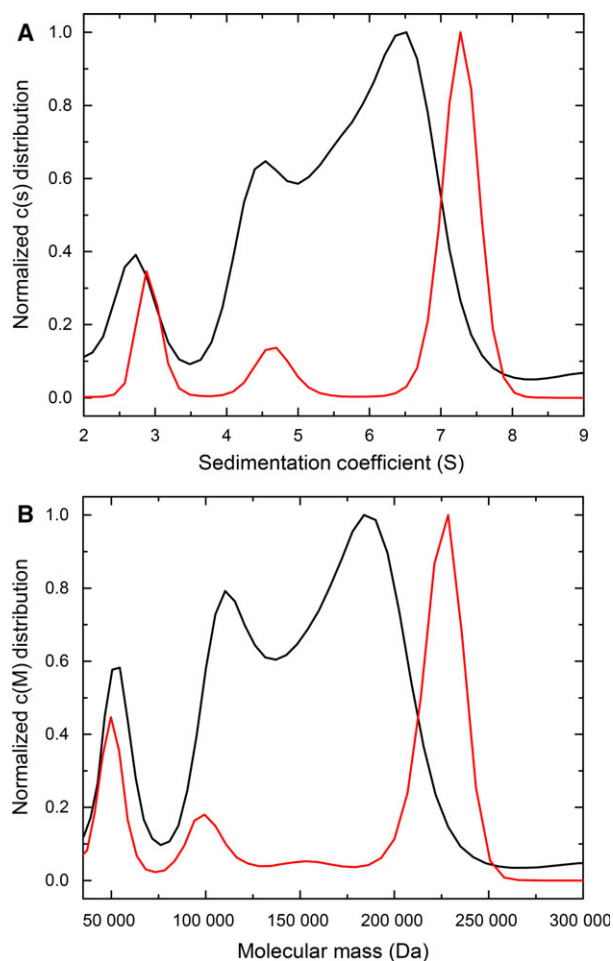 A
Normalized c(s) distribution
1.0
0.8
0.6
0.4
0.2
0.0
2 3 4 5 6 7 8 9
Sedimentation coefficient (S)
B
Normalized c(M) distribution
1.0
0.8
0.6
0.4
0.2
0.0
50 000 100 000 150 000 200 000 250 000 300 000
Molecular mass (Da)